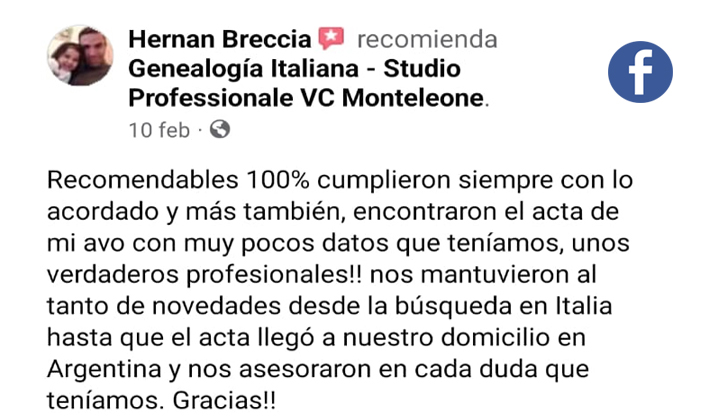 Hernan Breccia recomienda
Genealogía Italiana - Studio
Professionale VC Monteleone.
10 feb ·
Recomendables 100% cumplieron siempre con lo
acordado y más también, encontraron el acta de
mi avo con muy pocos datos que teníamos, unos
verdaderos profesionales!! nos mantuvieron al
tanto de novedades desde la búsqueda en Italia
hasta que el acta llegó a nuestro domicilio en
Argentina y nos asesoraron en cada duda que
teníamos. Gracias!!